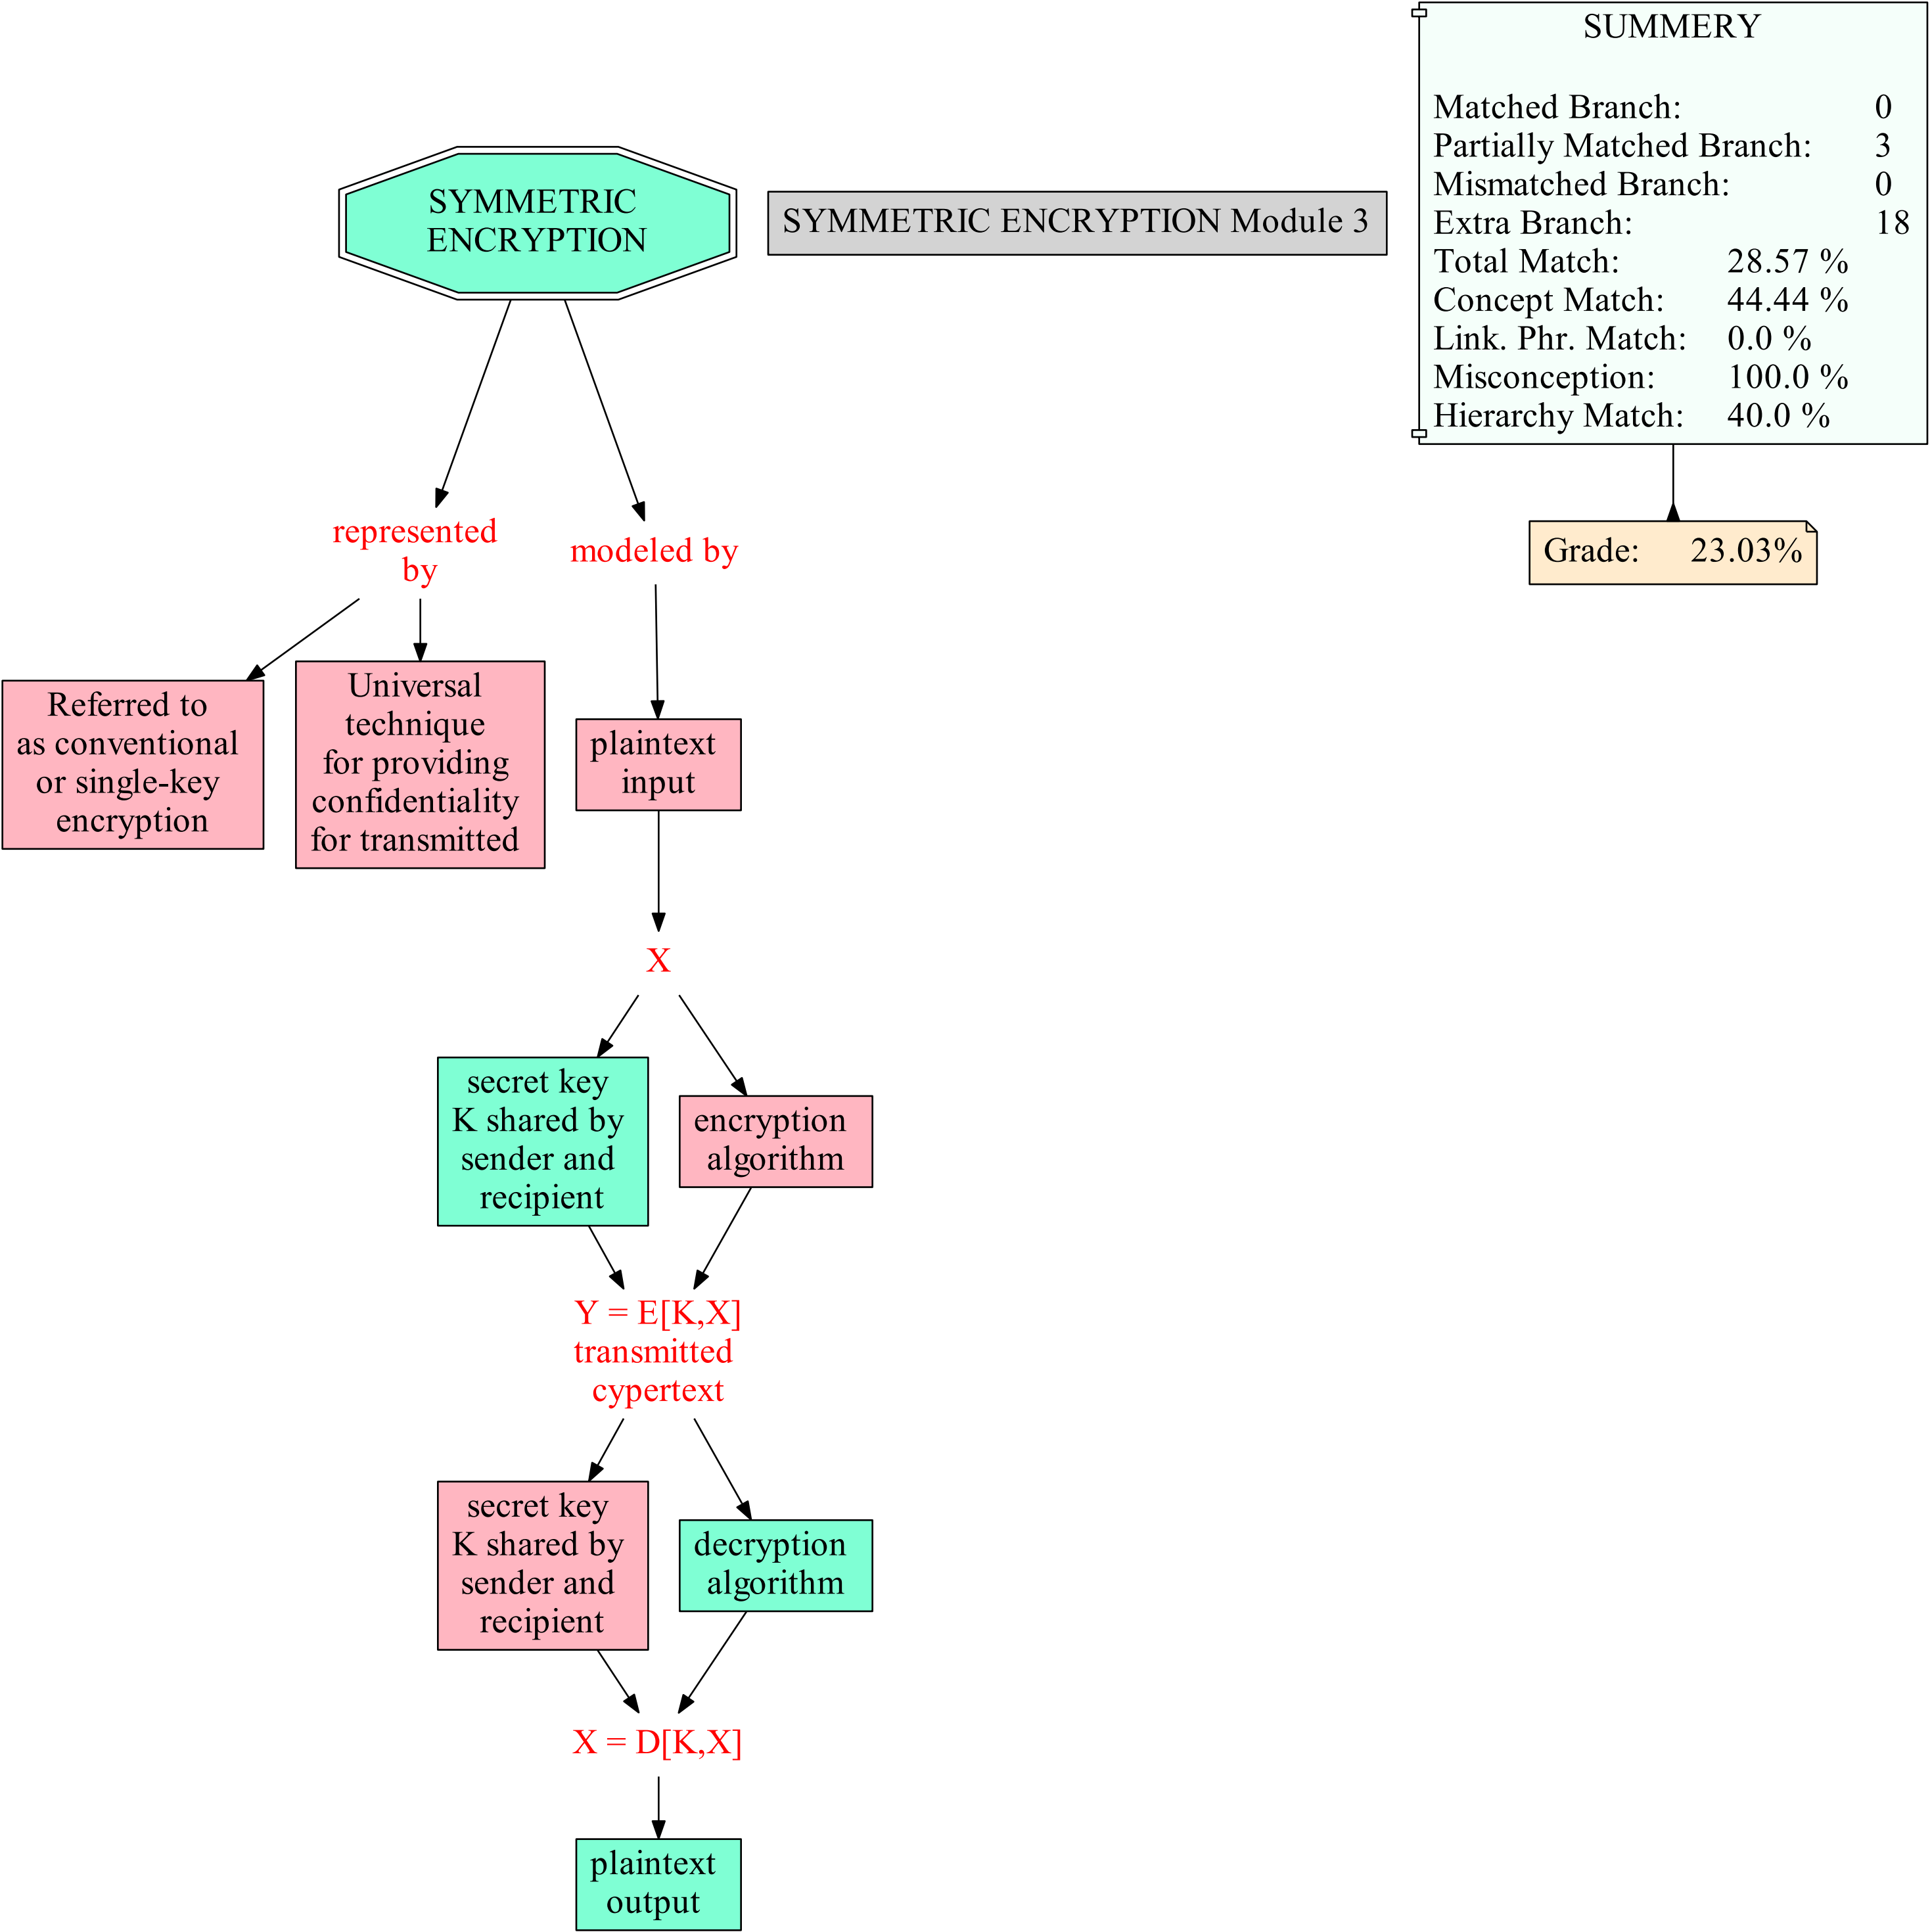 SYMMETRIC
ENCRYPTION
SYMMETRIC ENCRYPTION Module 3
SUMMERY
Matched Branch: 0
Partially Matched Branch: 3
Mismatched Branch: 0
Extra Branch: 18
Total Match: 28.57 %
Concept Match: 44.44 %
Link. Phr. Match: 0.0 %
Misconception: 100.0 %
Hierarchy Match: 40.0 %
Grade: 23.03%
represented
by
modeled by
Referred to
as conventional
or single-key
encryption
Universal
technique
for providing
confidentiality
for transmitted
plaintext
input
X
secret key
K shared by
sender and
recipient
encryption
algorithm
Y = E[K,X]
transmitted
cypertext
secret key
K shared by
sender and
recipient
decryption
algorithm
X = D[K,X]
plaintext
output